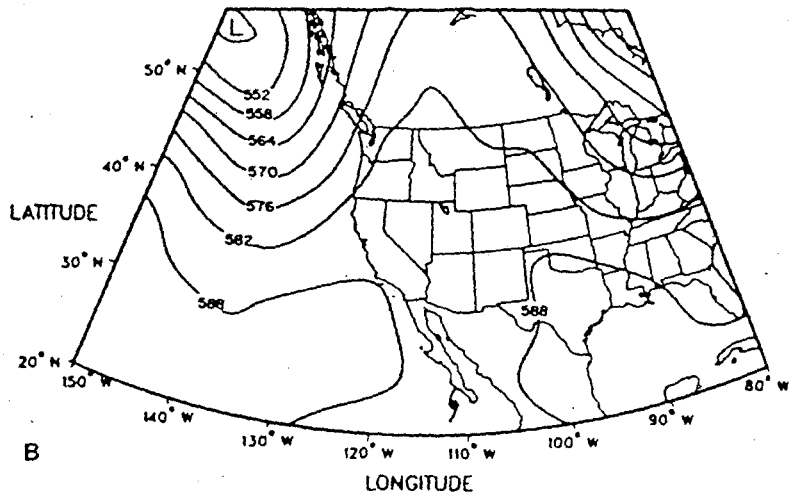 L
50° N
552
558
564
570
576
582
588
40° N
LATITUDE
30° N
588
20° N
150° W
140° W
130° W
120° W
110° W
100° W
90° W
80° W
B
LONGITUDE